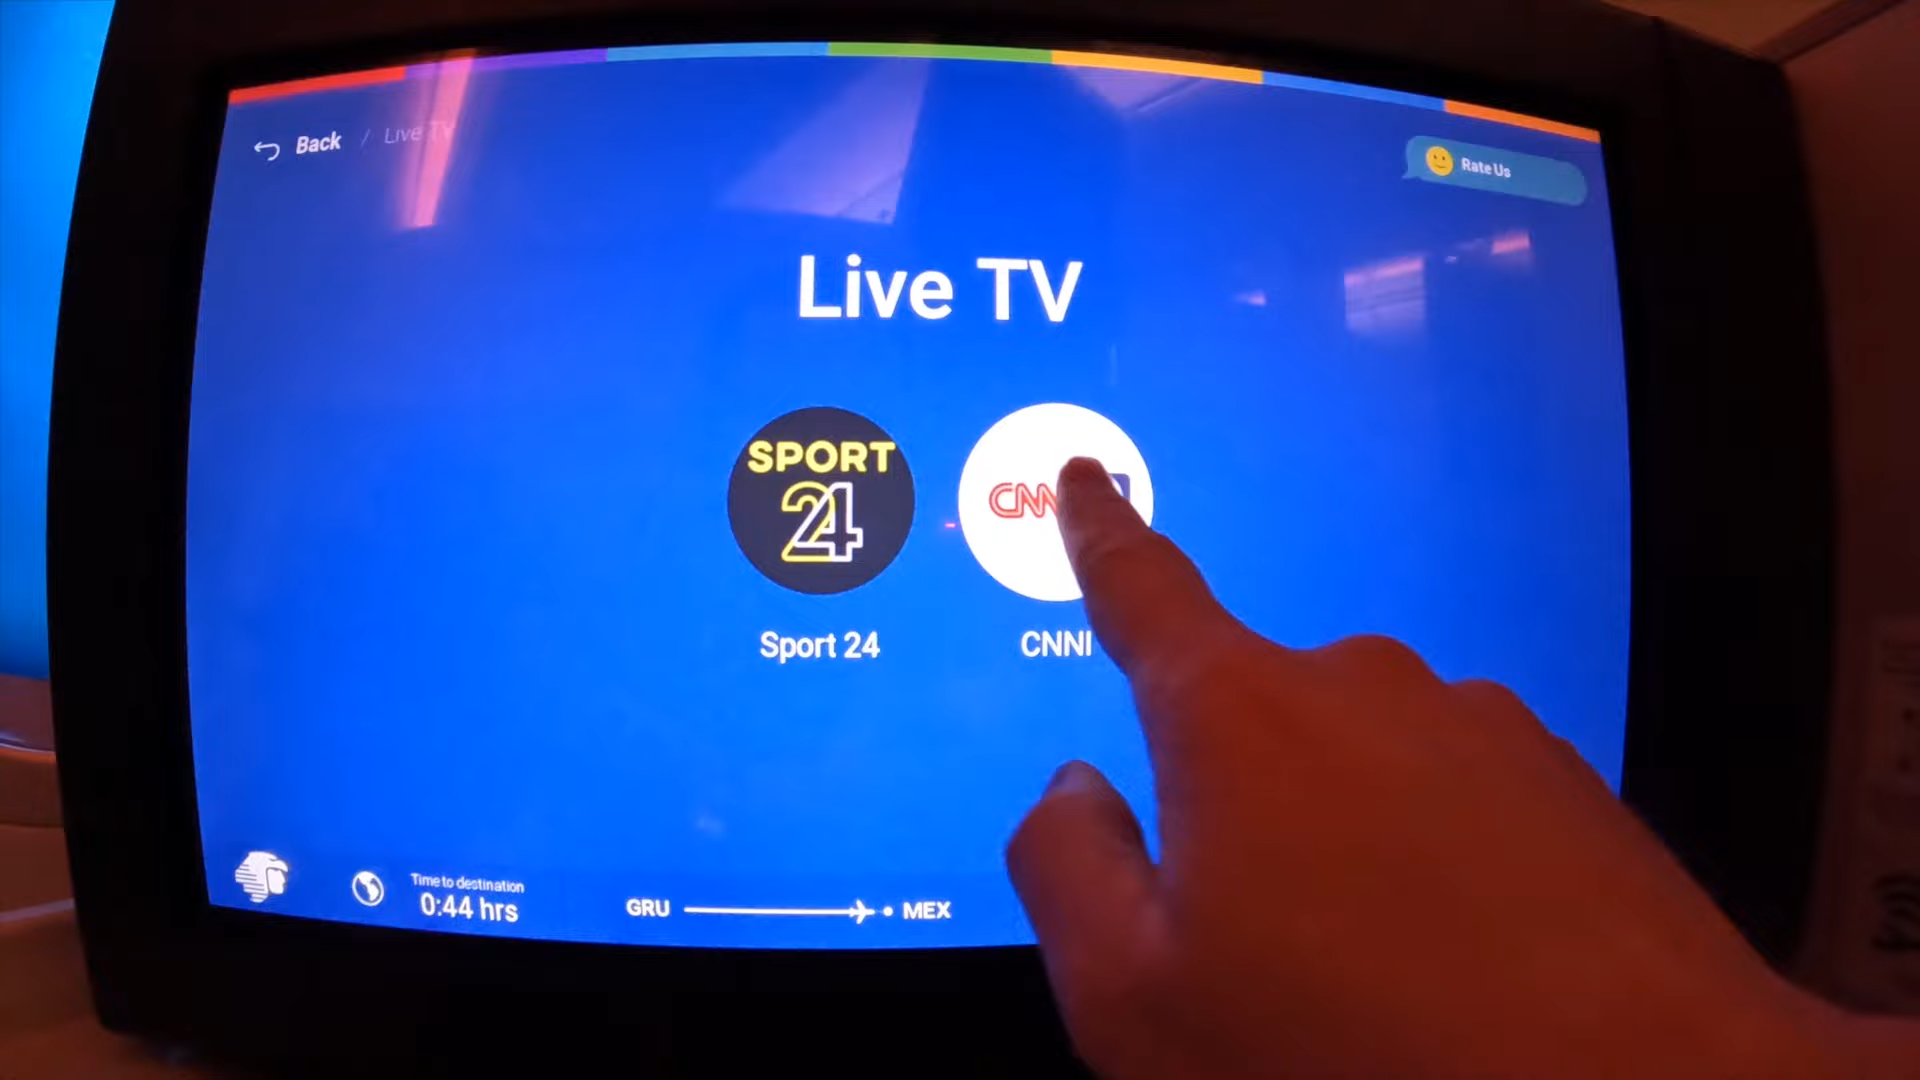 Back / Live TV
Rate Us
Live TV
SPORT
24
CNN
Sport 24
CNNI
Time to destination
0:44 hrs
GRU
MEX